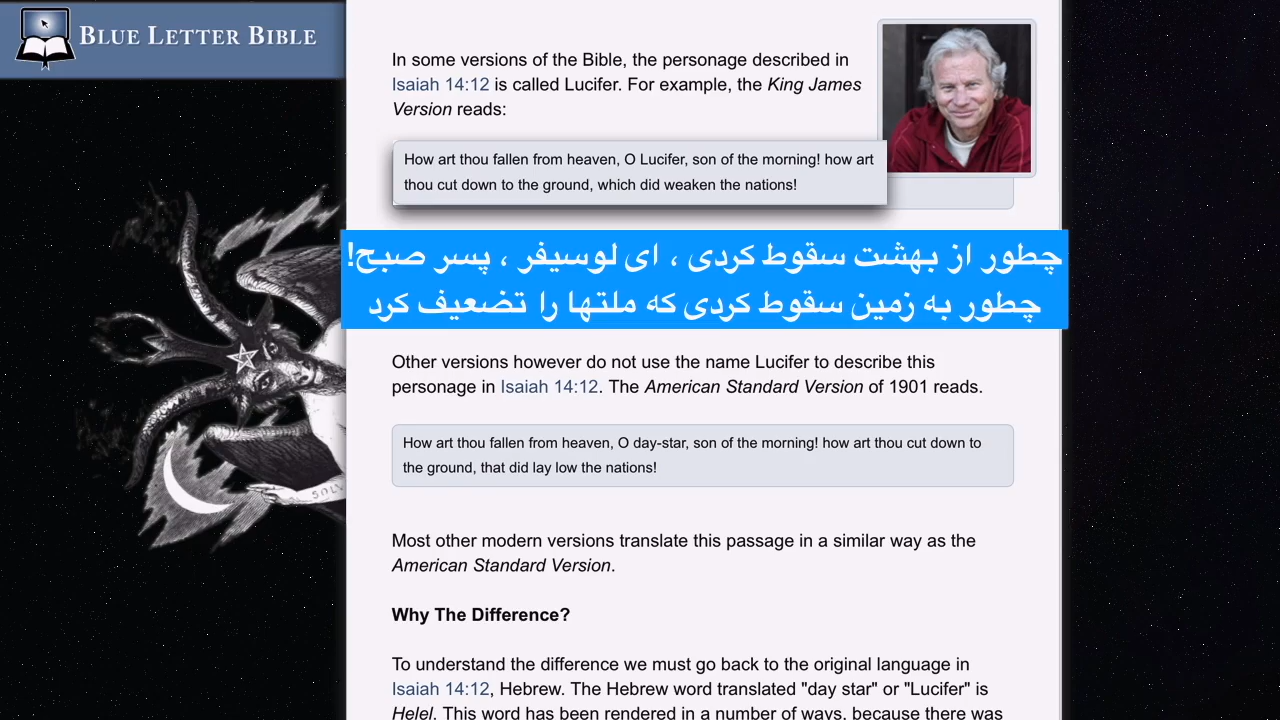 BLUE LETTER BIBLE
In some versions of the Bible, the personage described in
Isaiah 14:12 is called Lucifer. For example, the King James
Version reads:
How art thou fallen from heaven, O Lucifer, son of the morning! how art
thou cut down to the ground, which did weaken the nations!
چطور از بهشت سقوط کردی ، ای لوسیفر ، پسر صبح!
چطور به زمین سقوط کردی که ملتها را تضعیف کرد
Other versions however do not use the name Lucifer to describe this
personage in Isaiah 14:12. The American Standard Version of 1901 reads.
How art thou fallen from heaven, O day-star, son of the morning! how art thou cut down to
the ground, that did lay low the nations!
SOLV
Most other modern versions translate this passage in a similar way as the
American Standard Version.
Why The Difference?
To understand the difference we must go back to the original language in
Isaiah 14:12, Hebrew. The Hebrew word translated "day star" or "Lucifer" is
Helel. This word has been rendered in a number of ways, because there was